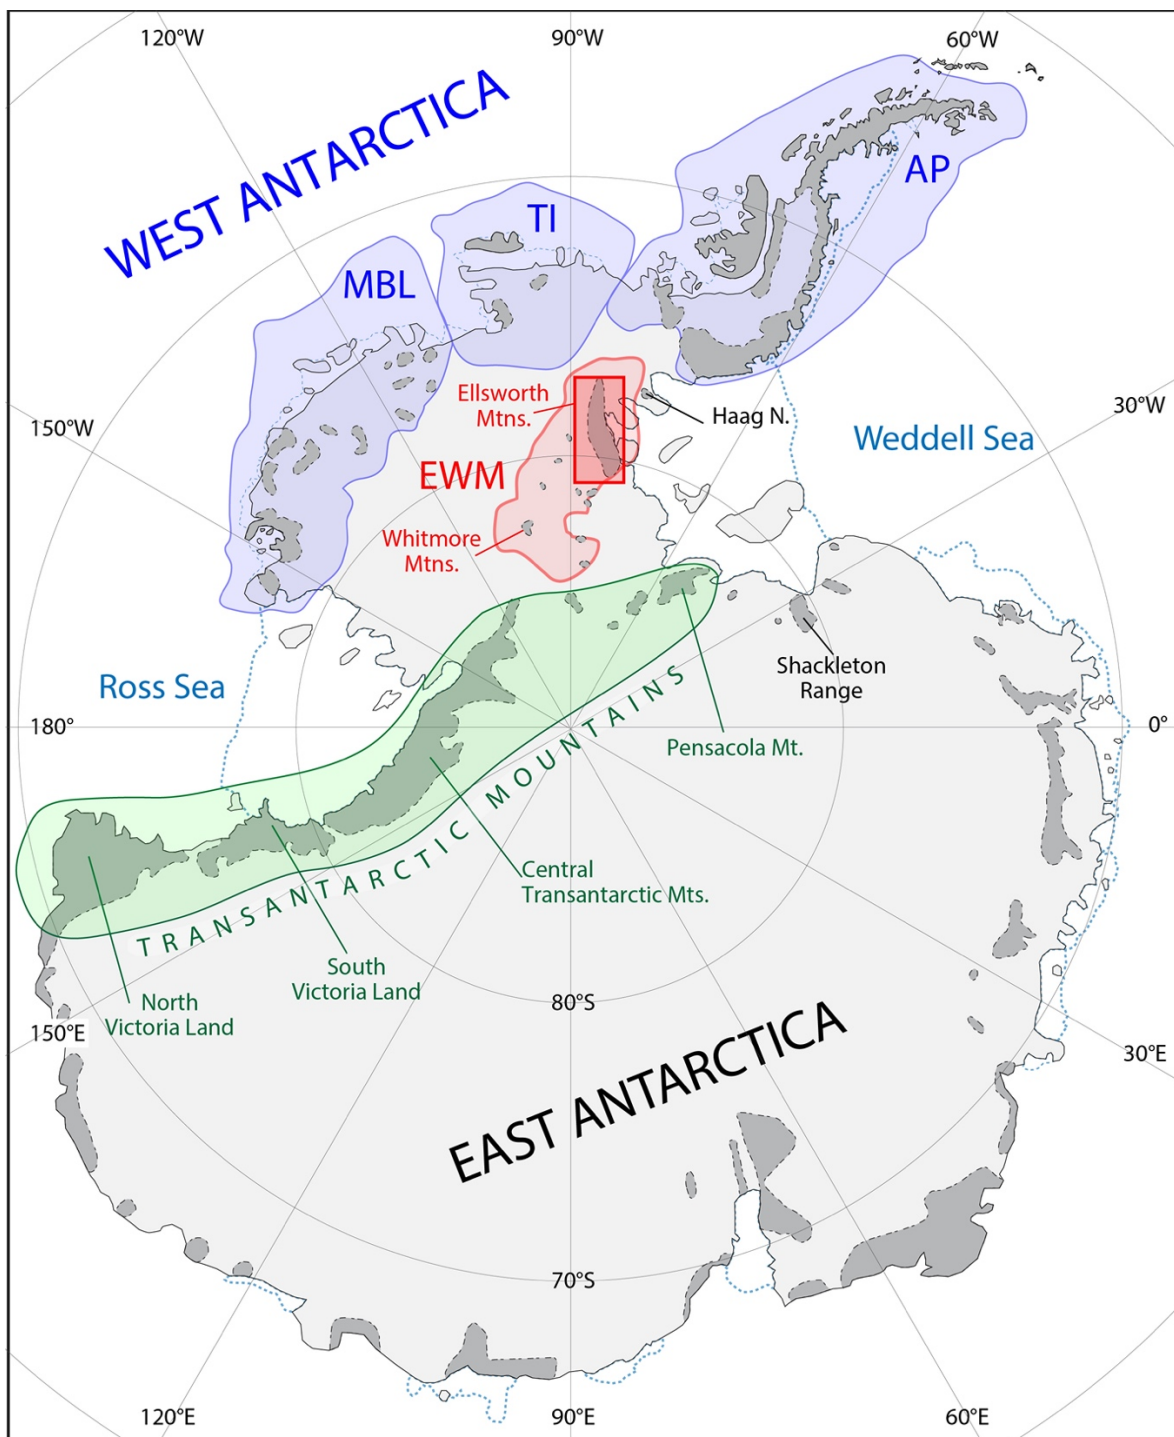 120°W
90°W
60°W
WEST ANTARCTICA
AP
TI
MBL
Ellsworth
Mtns.
Haag N.
30°W
150°W
Weddell Sea
EWM
Whitmore
Mtns.
Shackleton
Range
Ross Sea
180°
0°
Pensacola Mt.
TRANSANTARCTIC MOUNTAINS
Central
Transantarctic Mts.
South
Victoria Land
North
Victoria Land
80°S
150°E
30°E
EAST ANTARCTICA
70°S
120°E
90°E
60°E